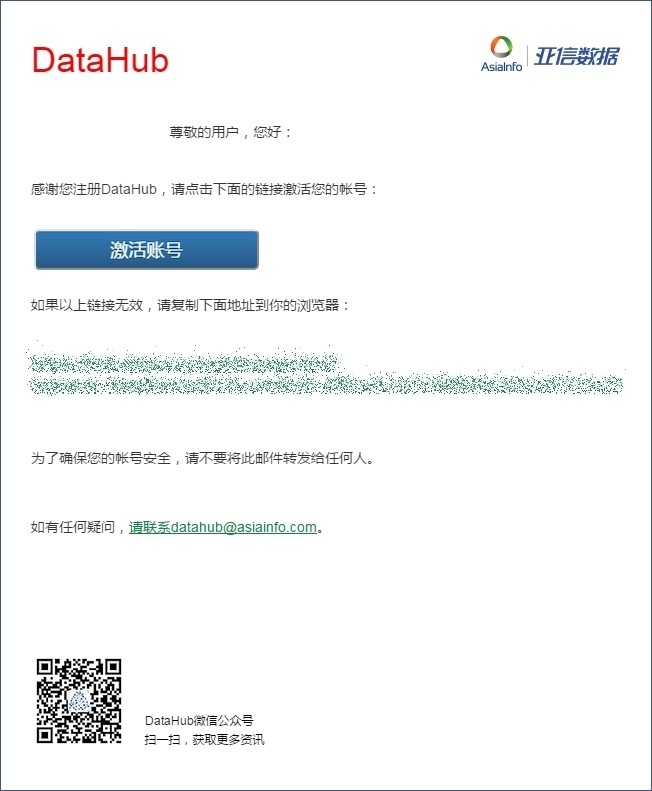 DataHub
AsiaInfo 亚信数据
尊敬的用户，您好：
感谢您注册DataHub，请点击下面的链接激活您的帐号：
激活账号
如果以上链接无效，请复制下面地址到你的浏览器：
为了确保您的帐号安全，请不要将此邮件转发给任何人。
如有任何疑问，请联系datahub@asiainfo.com。
DataHub微信公众号
扫一扫，获取更多资讯